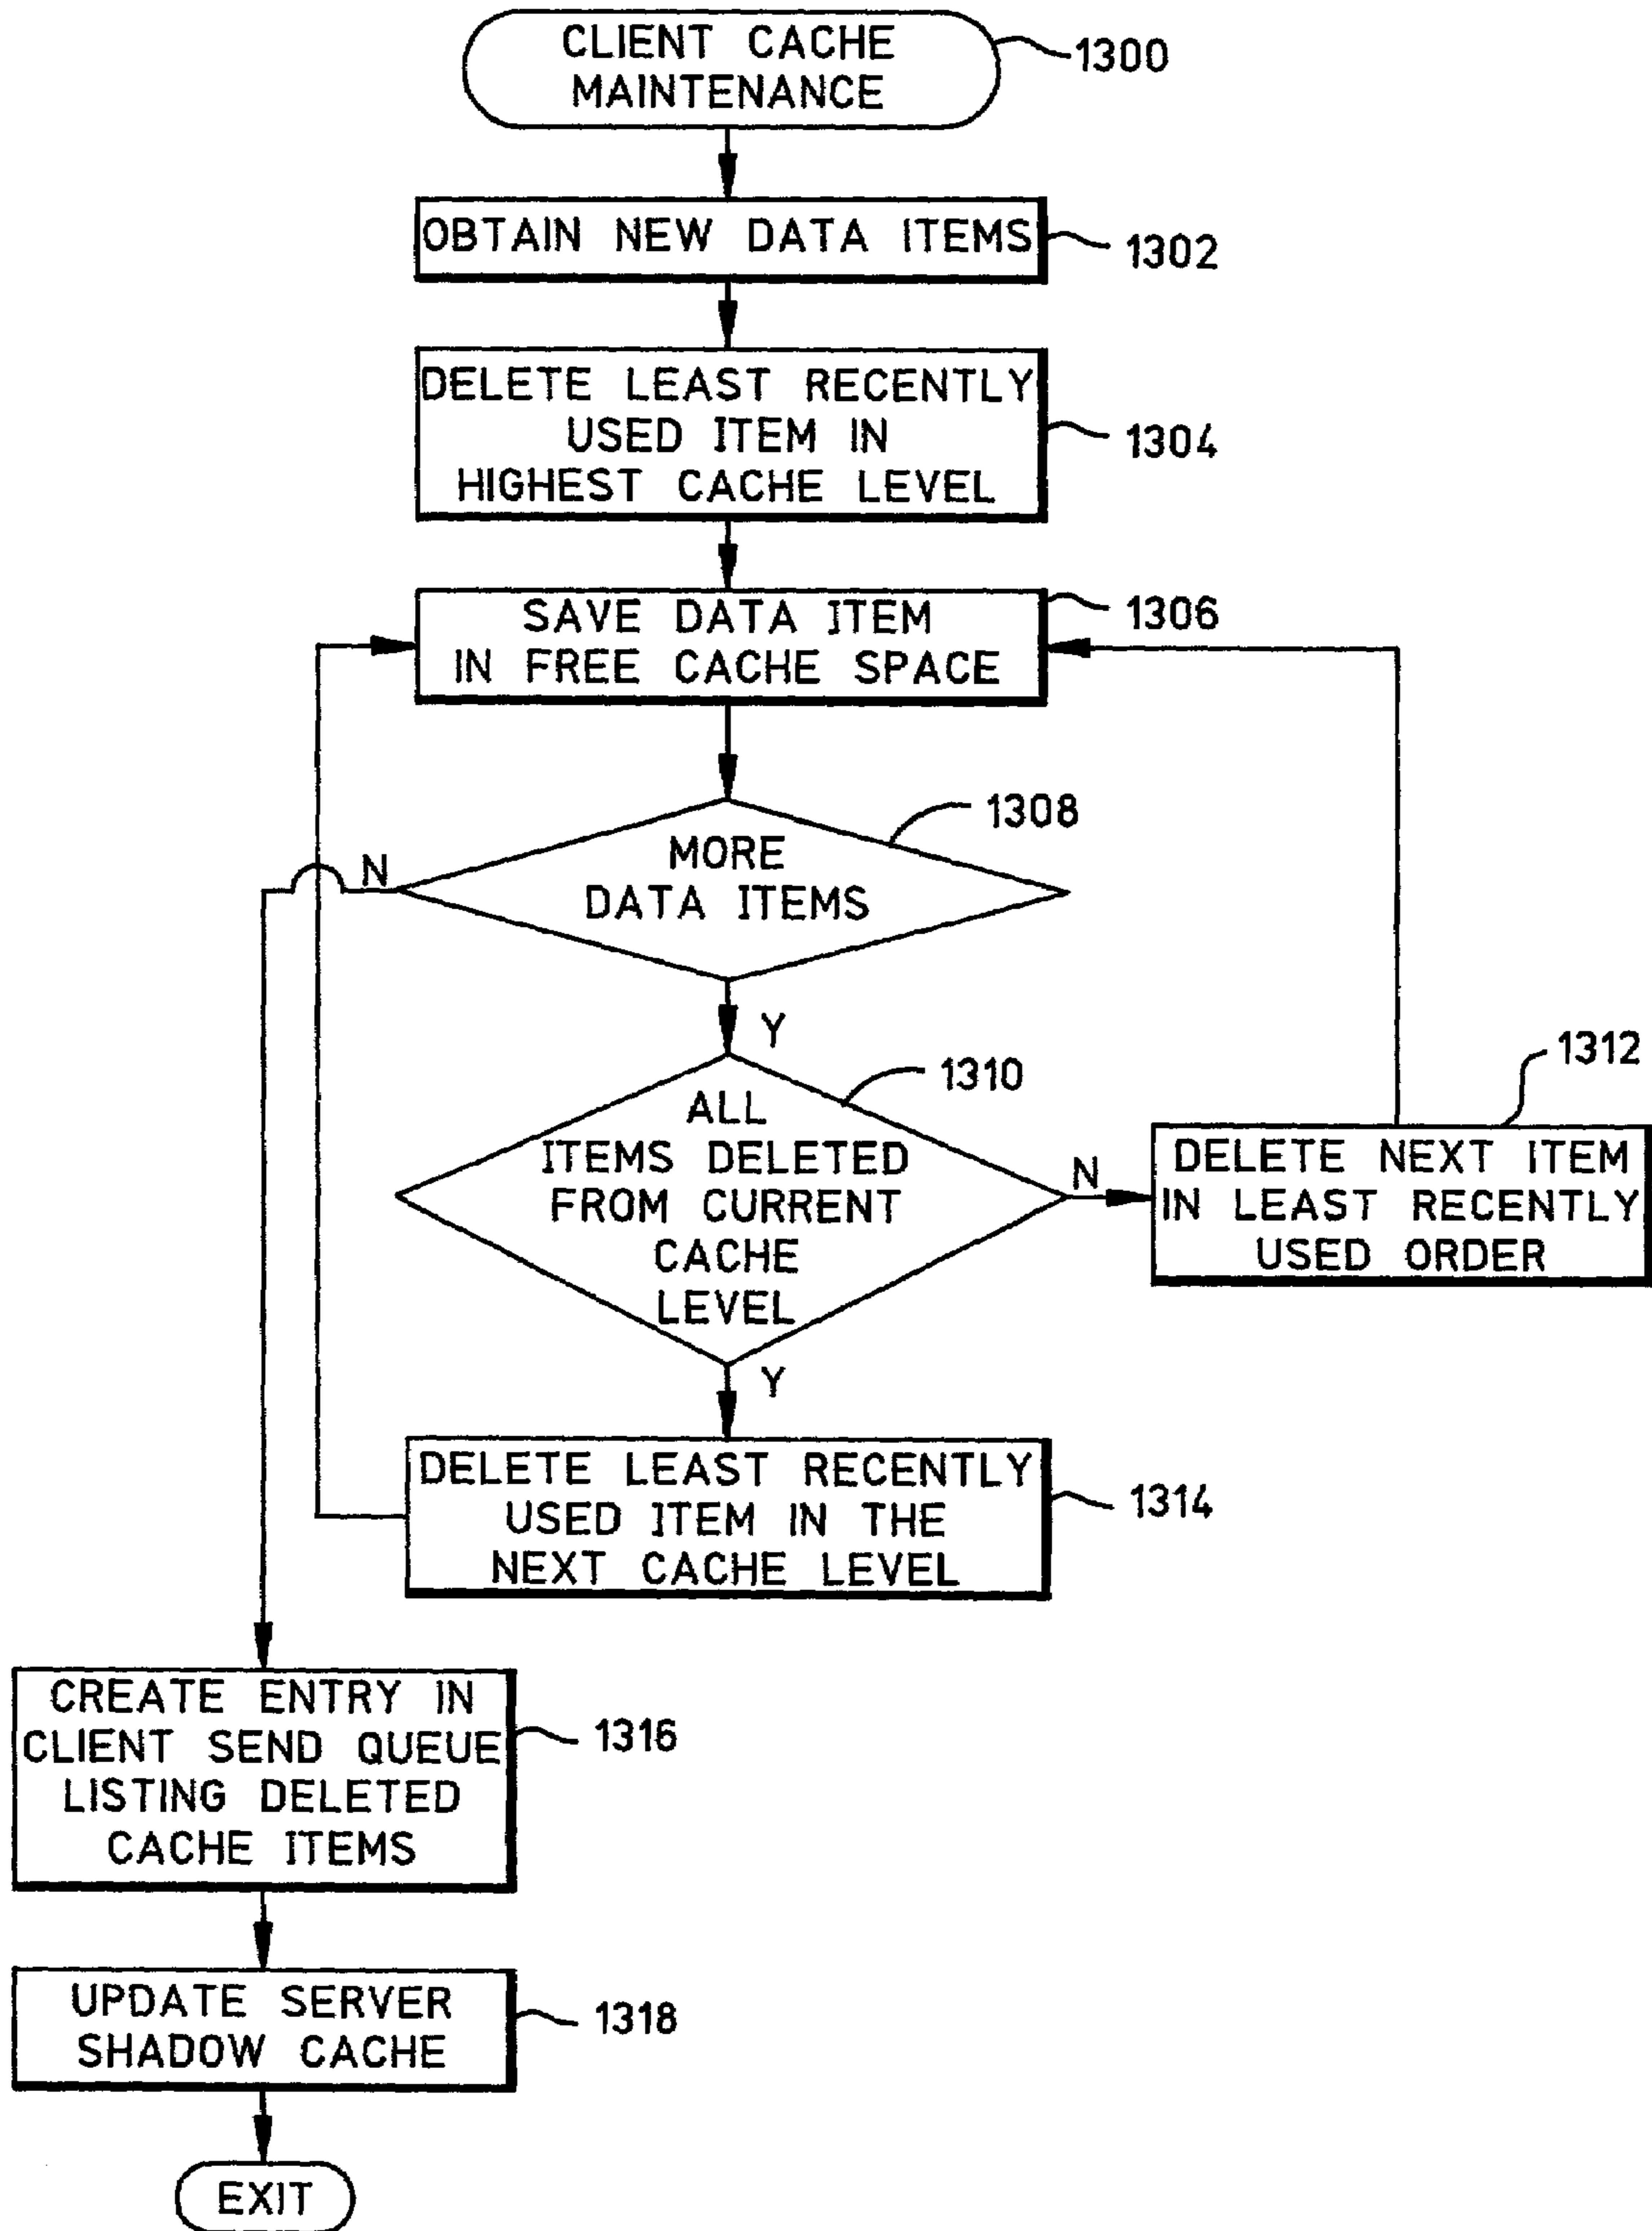 CLIENT CACHE
MAINTENANCE
1300
OBTAIN NEW DATA ITEMS
1302
DELETE LEAST RECENTLY
USED ITEM IN
HIGHEST CACHE LEVEL
1304
SAVE DATA ITEM
IN FREE CACHE SPACE
1306
MORE
DATA ITEMS
1308
N
Y
ALL
ITEMS DELETED
FROM CURRENT
CACHE
LEVEL
1310
N
DELETE NEXT ITEM
IN LEAST RECENTLY
USED ORDER
1312
Y
DELETE LEAST RECENTLY
USED ITEM IN THE
NEXT CACHE LEVEL
1314
CREATE ENTRY IN
CLIENT SEND QUEUE
LISTING DELETED
CACHE ITEMS
1316
UPDATE SERVER
SHADOW CACHE
1318
EXIT